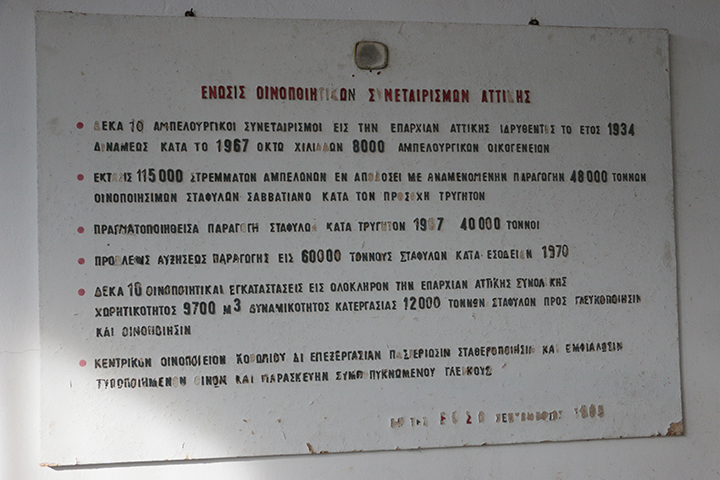 ΕΝΩΣΙΣ ΟΙΝΟΠΟΙΗΤΙΚΩΝ ΣΥΝΕΤΑΙΡΙΣΜΩΝ ΑΤΤΙΚΗΣ
ΔΕΚΑ 10 ΑΜΠΕΛΟΥΡΓΙΚΟΙ ΣΥΝΕΤΑΙΡΙΣΜΟΙ ΕΙΣ ΤΗΝ ΕΠΑΡΧΙΑΝ ΑΤΤΙΚΗΣ ΙΔΡΥΘΕΝΤΕΣ ΤΟ ΕΤΟΣ 1934
ΔΥΝΑΜΕΩΣ ΚΑΤΑ ΤΟ 1967 ΟΚΤΩ ΧΙΛΙΑΔΩΝ 8000 ΑΜΠΕΛΟΥΡΓΙΚΩΝ ΟΙΚΟΓΕΝΕΙΩΝ
ΕΚΤΑΣΙΣ 115000 ΣΤΡΕΜΜΑΤΩΝ ΑΜΠΕΛΩΝΩΝ ΕΝ ΑΠΟΔΟΣΕΙ ΜΕ ΑΝΑΜΕΝΟΜΕΝΗΝ ΠΑΡΑΓΩΓΗΝ 48000 ΤΟΝΝΩΝ
ΟΙΝΟΠΟΙΗΣΙΜΩΝ ΣΤΑΦΥΛΩΝ ΣΑΒΒΑΤΙΑΝΟ ΚΑΤΑ ΤΟΝ ΠΡΟΣΕΧΗ ΤΡΥΓΗΤΟΝ
ΠΡΑΓΜΑΤΟΠΟΙΗΘΕΙΣΑ ΠΑΡΑΓΩΓΗ ΣΤΑΦΥΛΩΝ ΚΑΤΑ ΤΡΥΓΗΤΟΝ 1967 40000 ΤΟΝΝΟΙ
ΠΡΟΒΛΕΨΙΣ ΑΥΞΗΣΕΩΣ ΠΑΡΑΓΩΓΗΣ ΕΙΣ 60000 ΤΟΝΝΟΥΣ ΣΤΑΦΥΛΩΝ ΚΑΤΑ ΕΣΟΔΕΙΑΝ 1970
ΔΕΚΑ 10 ΟΙΝΟΠΟΙΗΤΙΚΑΙ ΕΓΚΑΤΑΣΤΑΣΕΙΣ ΕΙΣ ΟΛΟΚΛΗΡΟΝ ΤΗΝ ΕΠΑΡΧΙΑΝ ΑΤΤΙΚΗΣ ΣΥΝΟΛΙΚΗΣ
ΧΩΡΗΤΙΚΟΤΗΤΟΣ 9700 Μ3 ΔΥΝΑΜΙΚΟΤΗΤΟΣ ΚΑΤΕΡΓΑΣΙΑΣ 12000 ΤΟΝΝΩΝ ΣΤΑΦΥΛΩΝ ΠΡΟΣ ΓΛΕΥΚΟΠΟΙΗΣΙΝ
ΚΑΙ ΟΙΝΟΠΟΙΗΣΙΝ
ΚΕΝΤΡΙΚΟΝ ΟΙΝΟΠΟΙΕΙΟΝ ΚΟΡΩΠΙΟΥ ΔΙ ΕΠΕΞΕΡΓΑΣΙΑΝ ΠΑΣΤΕΡΙΩΣΙΝ ΣΤΑΘΕΡΟΠΟΙΗΣΙΝ ΚΑΙ ΕΜΦΙΑΛΩΣΙΝ
ΤΥΠΟΠΟΙΗΜΕΝΩΝ ΟΙΝΩΝ ΚΑΙ ΠΑΡΑΣΚΕΥΗΝ ΣΥΜΠΥΚΝΩΜΕΝΟΥ ΓΛΕΥΚΟΥΣ
ΣΕΠΤΕΜΒΡΙΟΣ